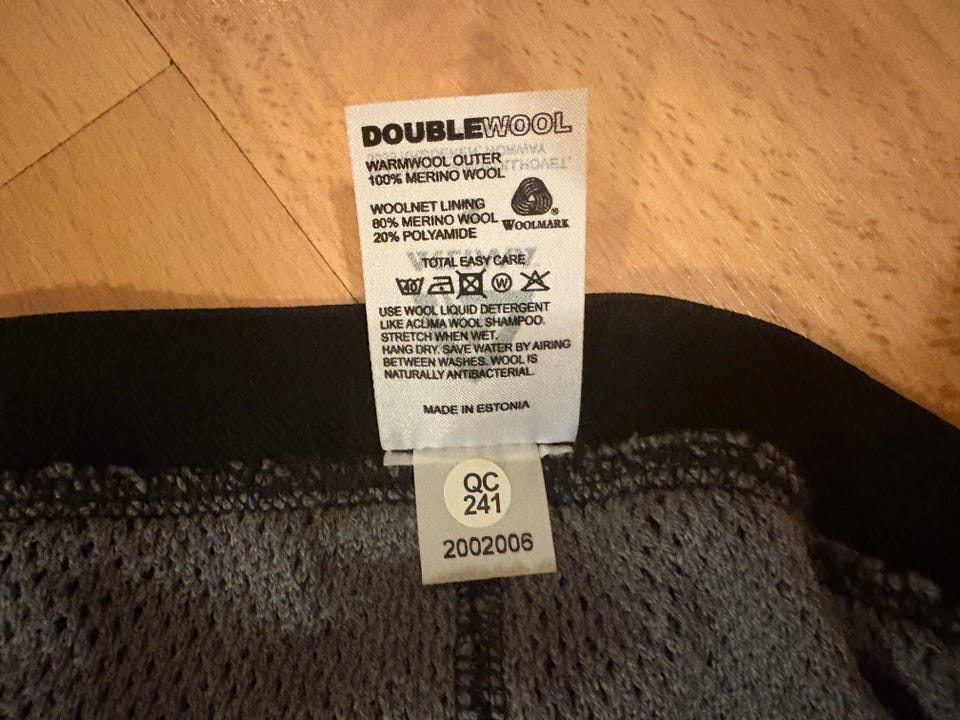 DOUBLEWOOL
WARMWOOL OUTER
100% MERINO WOOL
WOOLNET LINING
80% MERINO WOOL
20% POLYAMIDE
WOOLMARK
TOTAL EASY CARE
W
USE WOOL LIQUID DETERGENT
LIKE ACLIMA WOOL SHAMPOO.
STRETCH WHEN WET.
HANG DRY. SAVE WATER BY AIRING
BETWEEN WASHES. WOOL IS
NATURALLY ANTIBACTERIAL.
MADE IN ESTONIA
QC
241
2002006